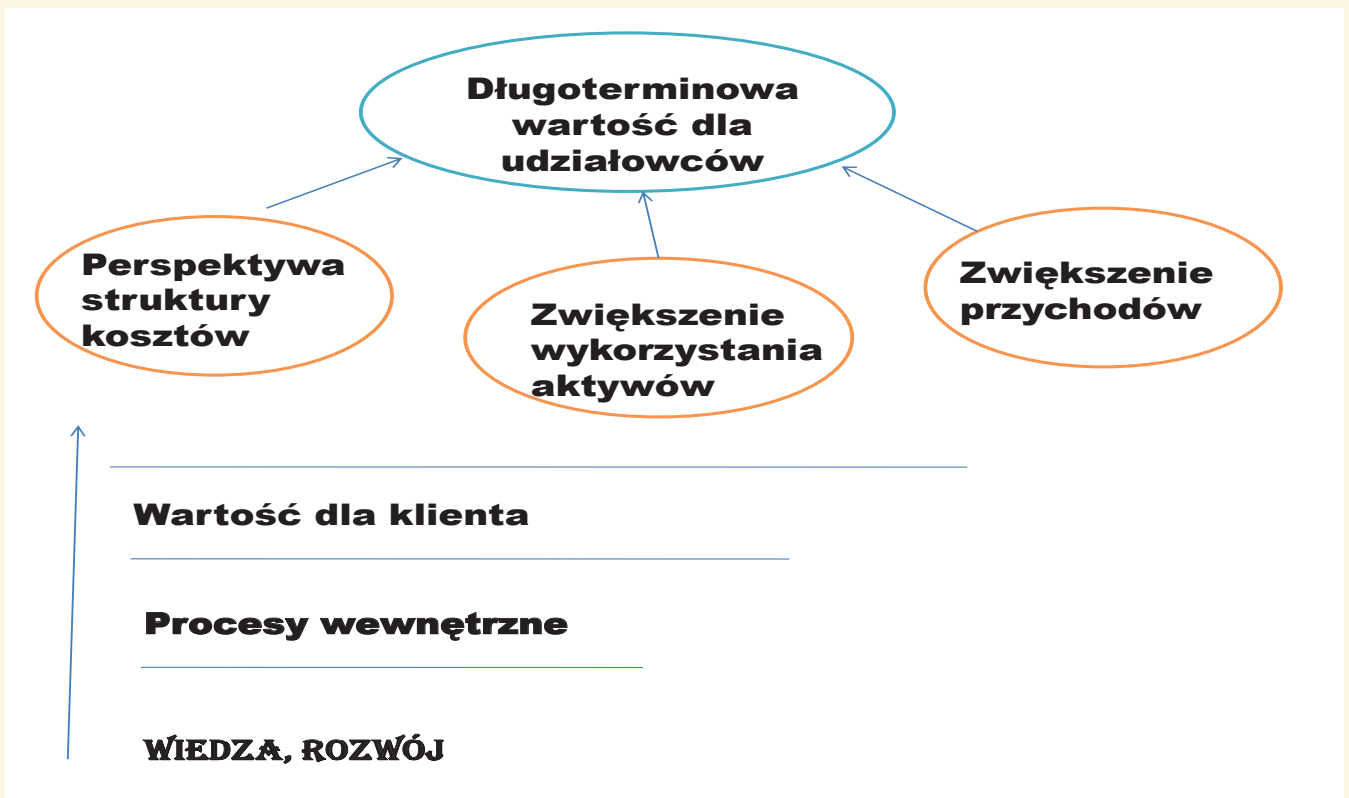 Długoterminowa
wartość dla
udziałowców
Perspektywa
struktury
kosztów
Zwiększenie
wykorzystania
aktywów
Zwiększenie
przychodów
Wartość dla klienta
Procesy wewnętrzne
WIEDZA, ROZWÓJ